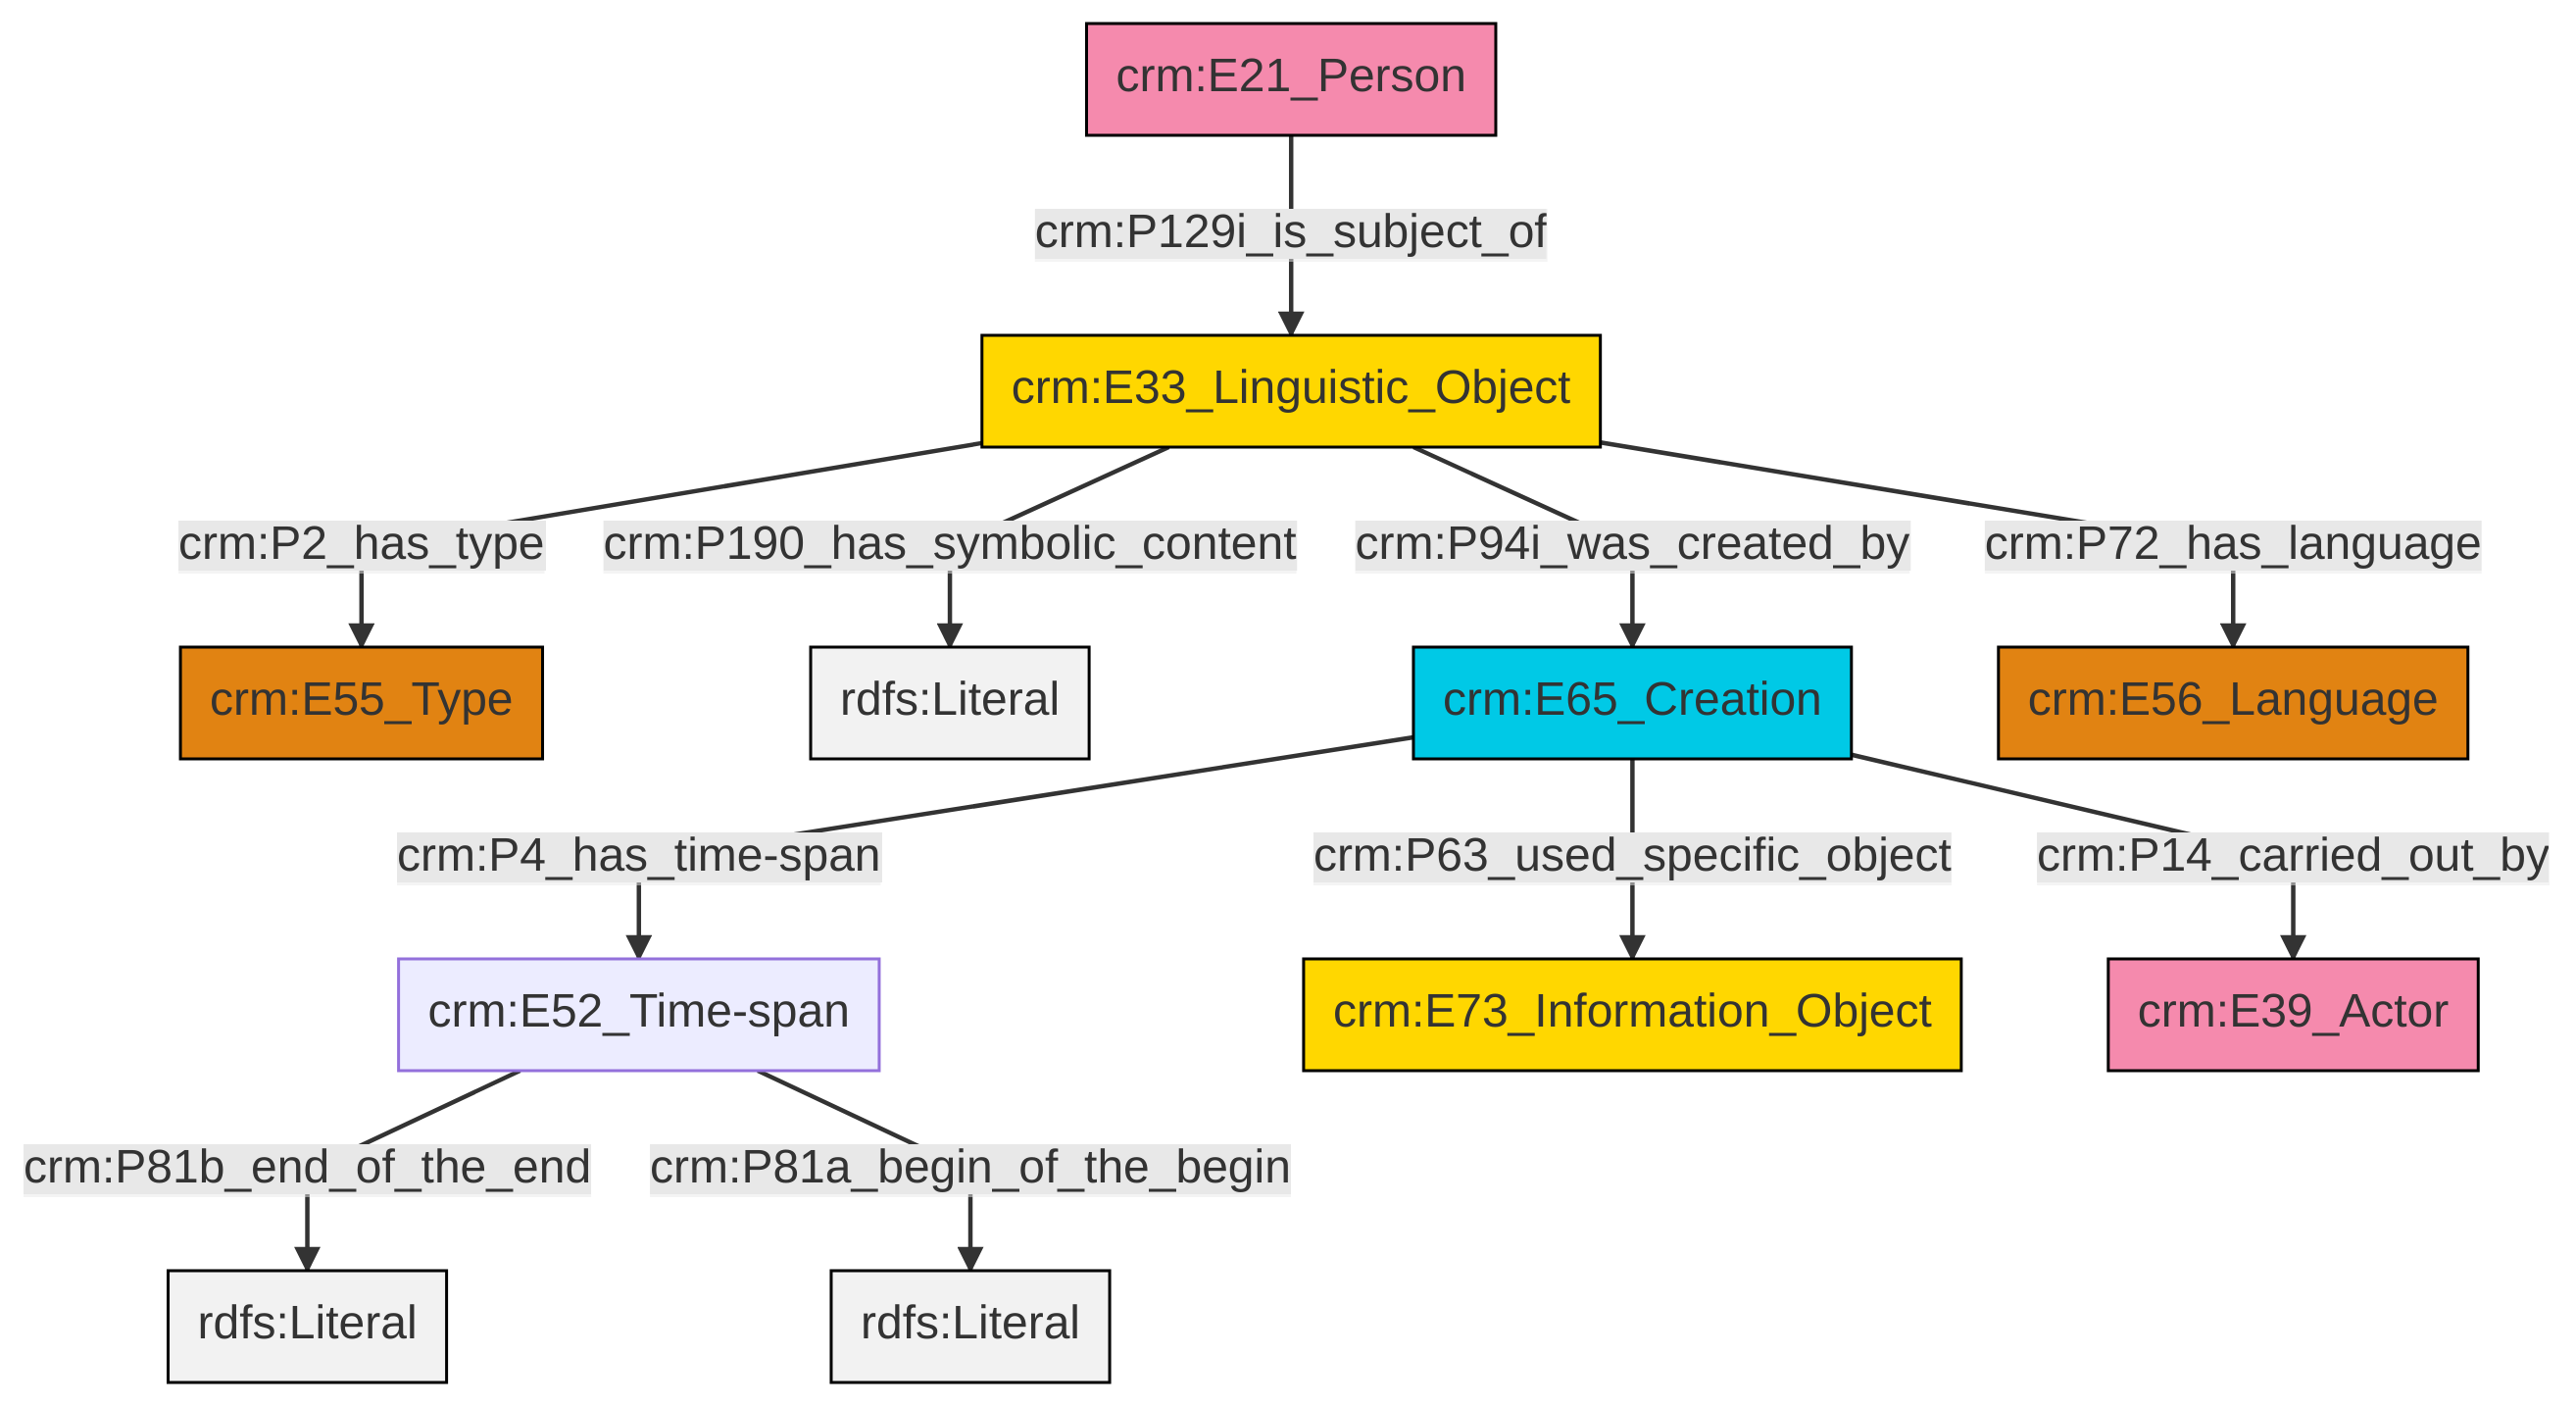 crm:E21_Person
crm:P129i_is_subject_of
crm:E33_Linguistic_Object
crm:P2_has_type
crm:P190_has_symbolic_content
crm:P94i_was_created_by
crm:P72_has_language
crm:E55_Type
rdfs:Literal
crm:E65_Creation
crm:E56_Language
crm:P4_has_time-span
crm:P63_used_specific_object
crm:P14_carried_out_by
crm:E52_Time-span
crm:E73_Information_Object
crm:E39_Actor
crm:P81b_end_of_the_end
crm:P81a_begin_of_the_begin
rdfs:Literal
rdfs:Literal